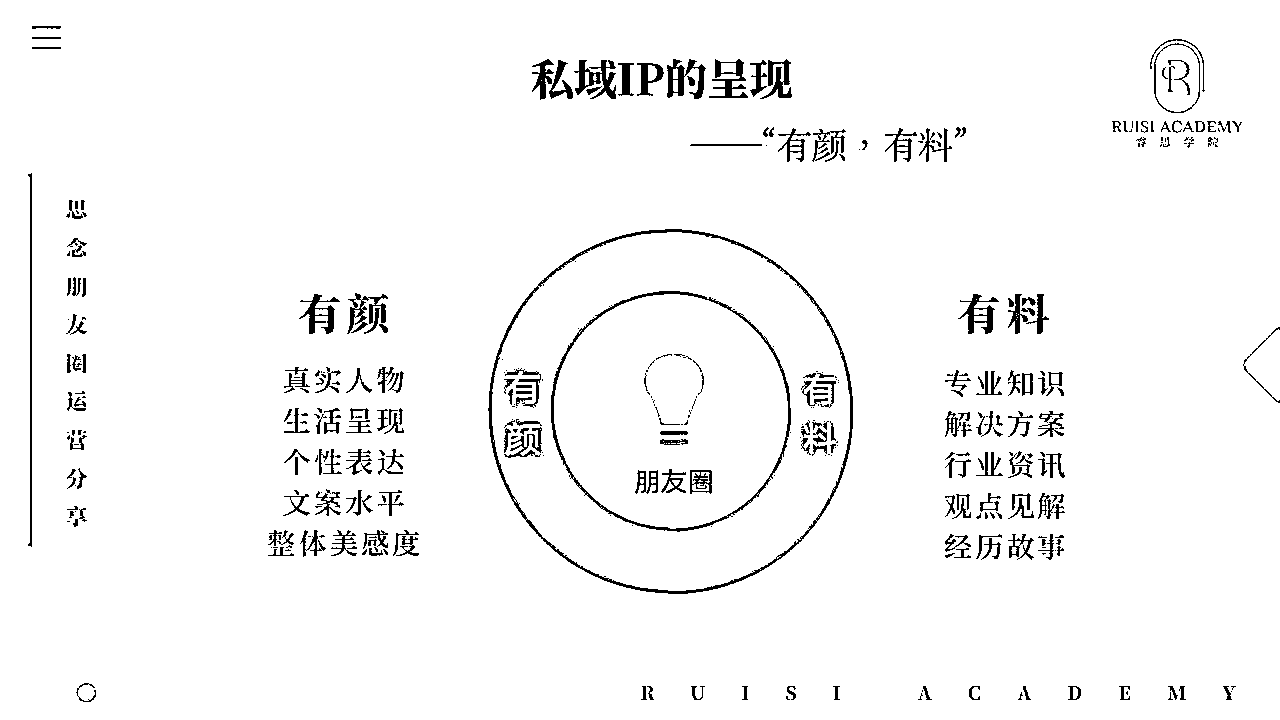 私域IP的呈现
——“有颜，有料”
RUISI ACADEMY
睿思学院
思念朋友圈运营分享
有颜
真实人物
生活呈现
个性表达
文案水平
整体美感度
有颜
朋友圈
有料
有料
专业知识
解决方案
行业资讯
观点见解
经历故事
RUISI ACADEMY